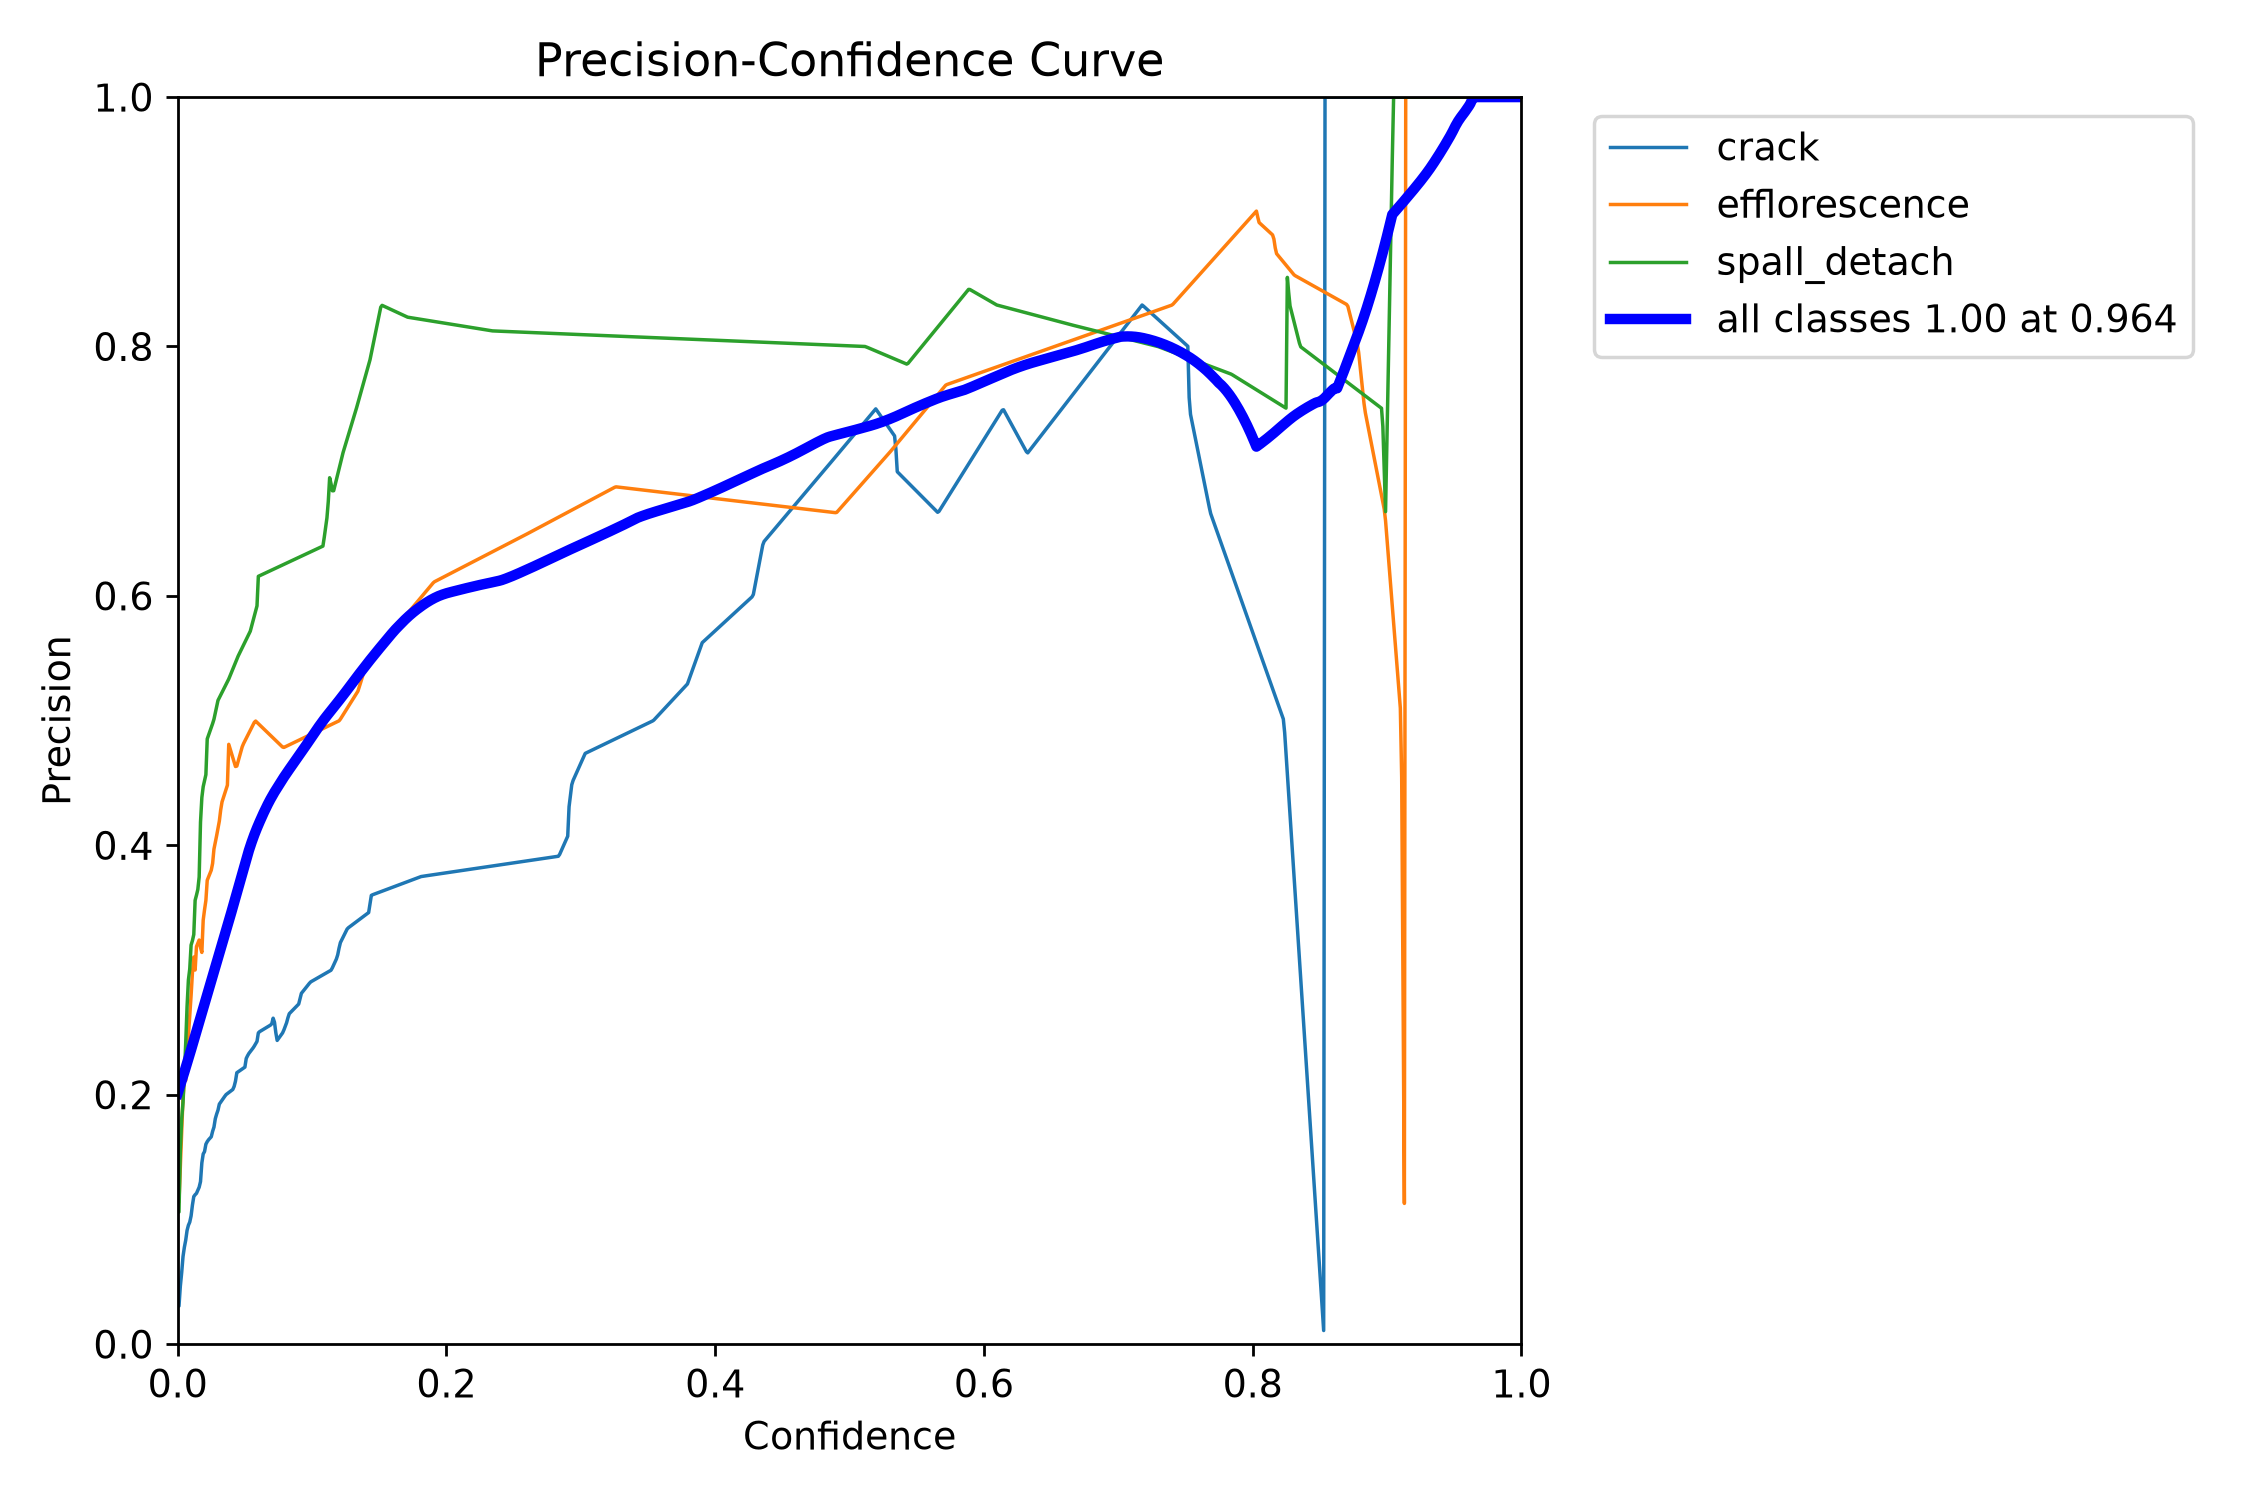 Precision-Confidence Curve
1.0
0.8
0.6
0.4
0.2
0.0
Precision
0.0 0.2 0.4 0.6 0.8 1.0
Confidence
crack
efflorescence
spall_detach
all classes 1.00 at 0.964